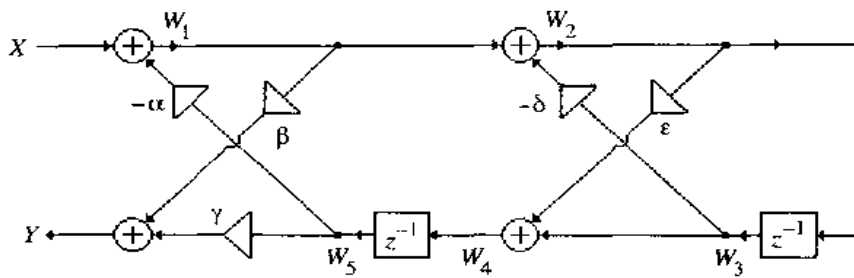 X + W₁ + W₂
-α β -δ ε
Y + γ W₅ z⁻¹ W₄ + W₃ z⁻¹